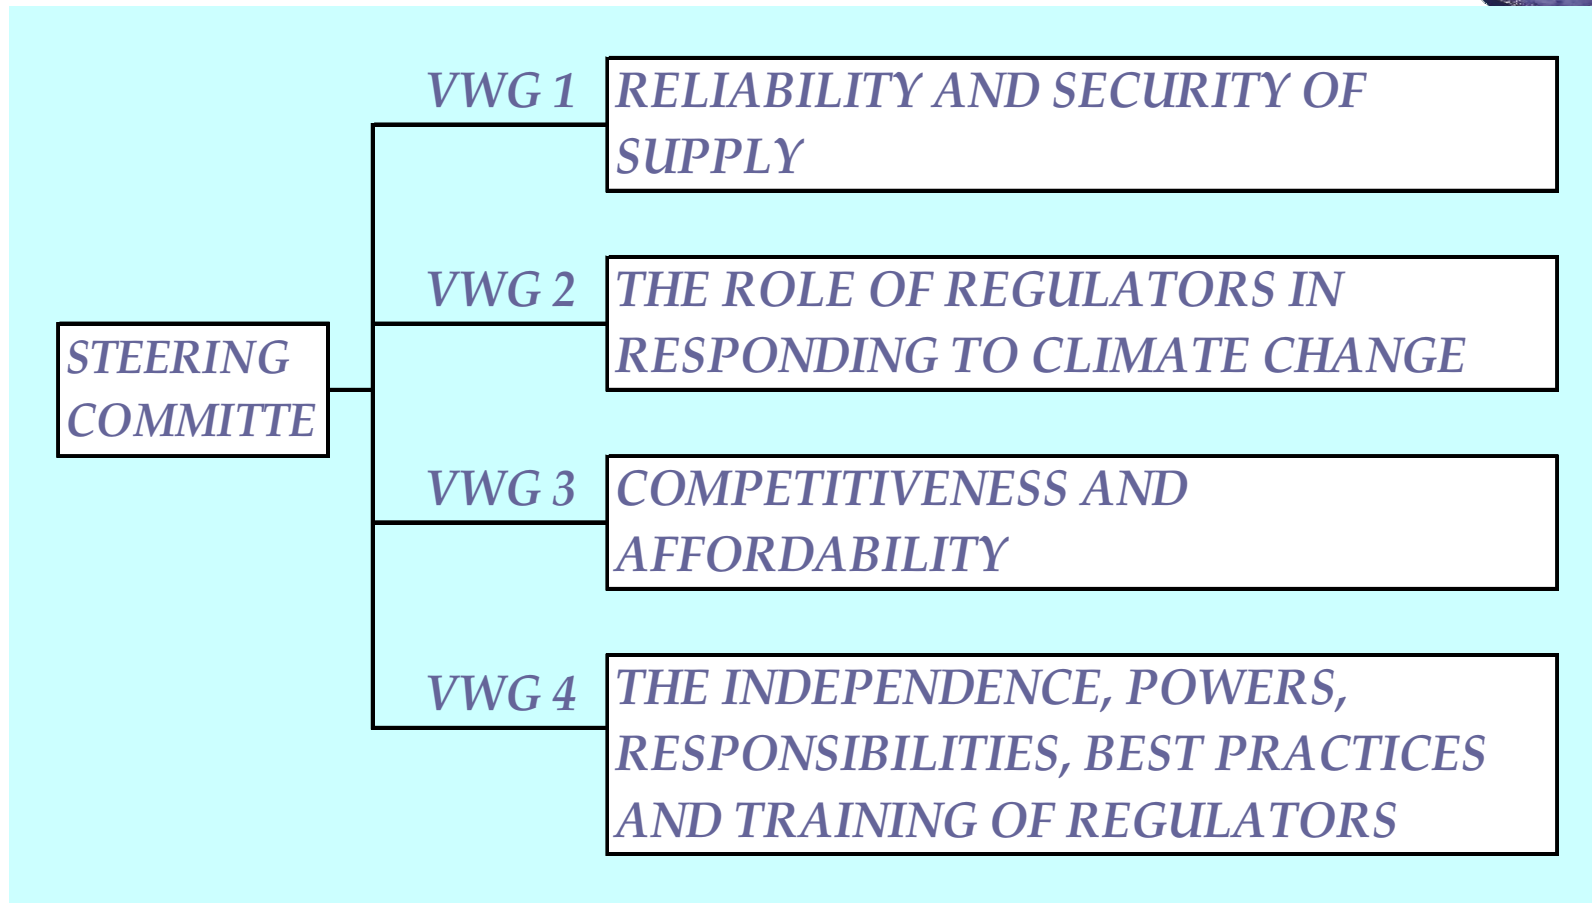 VWG 1
RELIABILITY AND SECURITY OF
SUPPLY
VWG 2
THE ROLE OF REGULATORS IN
RESPONDING TO CLIMATE CHANGE
STEERING
COMMITTE
VWG 3
COMPETITIVENESS AND
AFFORDABILITY
VWG 4
THE INDEPENDENCE, POWERS,
RESPONSIBILITIES, BEST PRACTICES
AND TRAINING OF REGULATORS